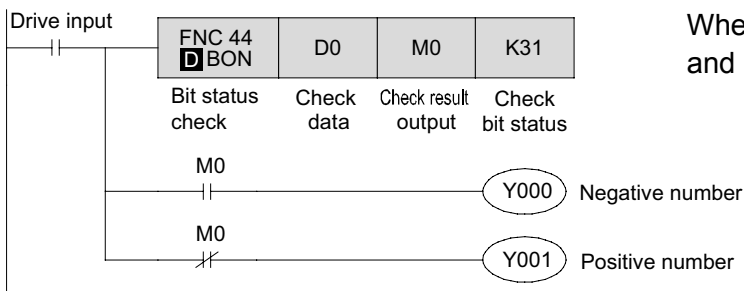 Drive input
FNC 44
D BON
D0
M0
K31
Bit status
check
Check
data
Check result
output
Check
bit status
M0
Y000
Negative number
M0
Y001
Positive number
and